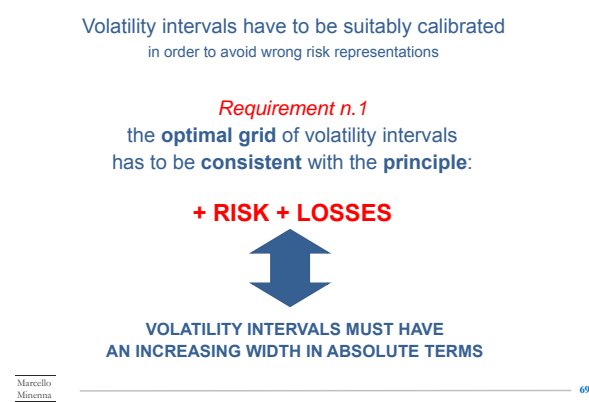 Volatility intervals have to be suitably calibrated
in order to avoid wrong risk representations
Requirement n.1
the optimal grid of volatility intervals
has to be consistent with the principle:
+ RISK + LOSSES
VOLATILITY INTERVALS MUST HAVE
AN INCREASING WIDTH IN ABSOLUTE TERMS
Marcello
Minenna
69